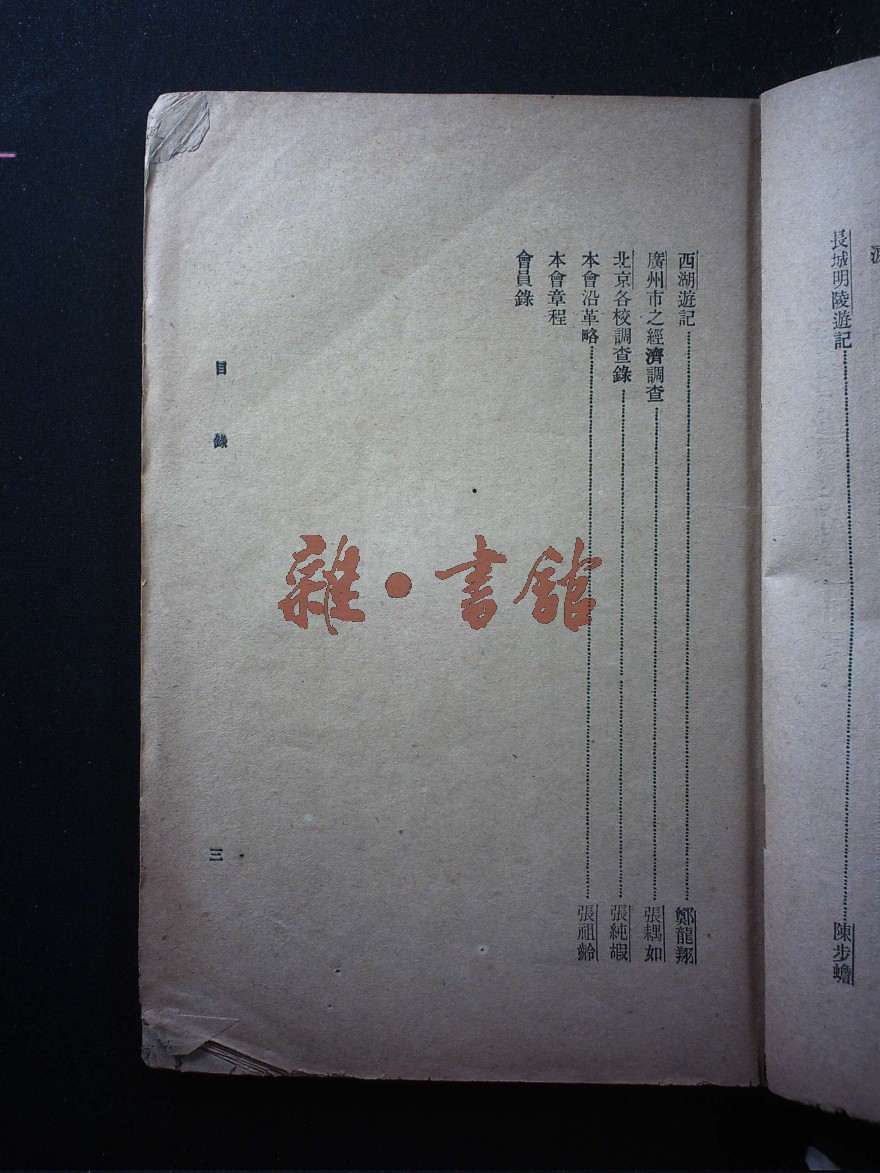 長城明陵遊記……陳步蟾
西湖遊記……鄭龍翔
廣州市之經濟調查……張耦如
北京各校調查錄……張純嘏
本會沿革略……張祖齡
本會章程
會員錄
目錄
三
雜·書館